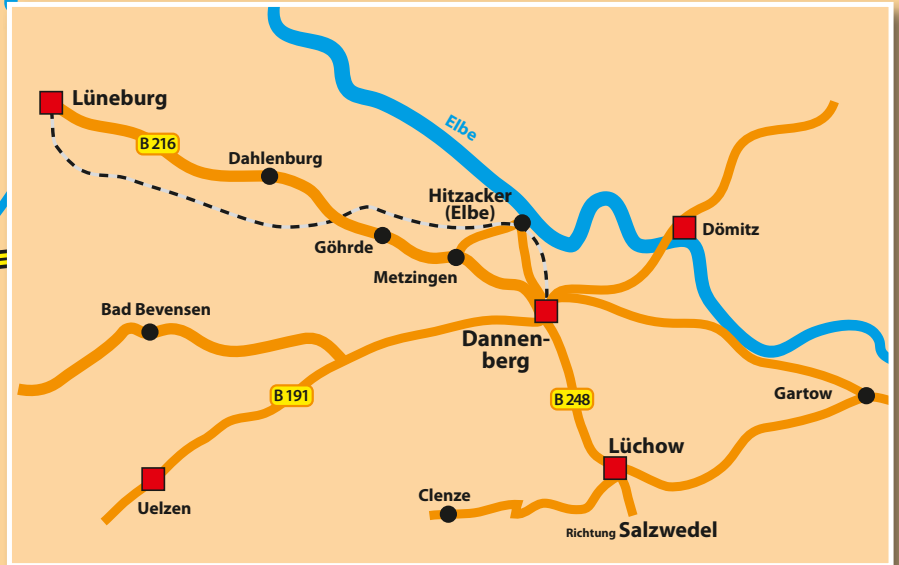 Lüneburg
Elbe
B 216
Dahlenburg
Hitzacker
(Elbe)
Dömitz
Göhrde
Metzingen
Bad Bevensen
Dannen-
berg
B 191
B 248
Gartow
Lüchow
Clenze
Uelzen
Richtung Salzwedel